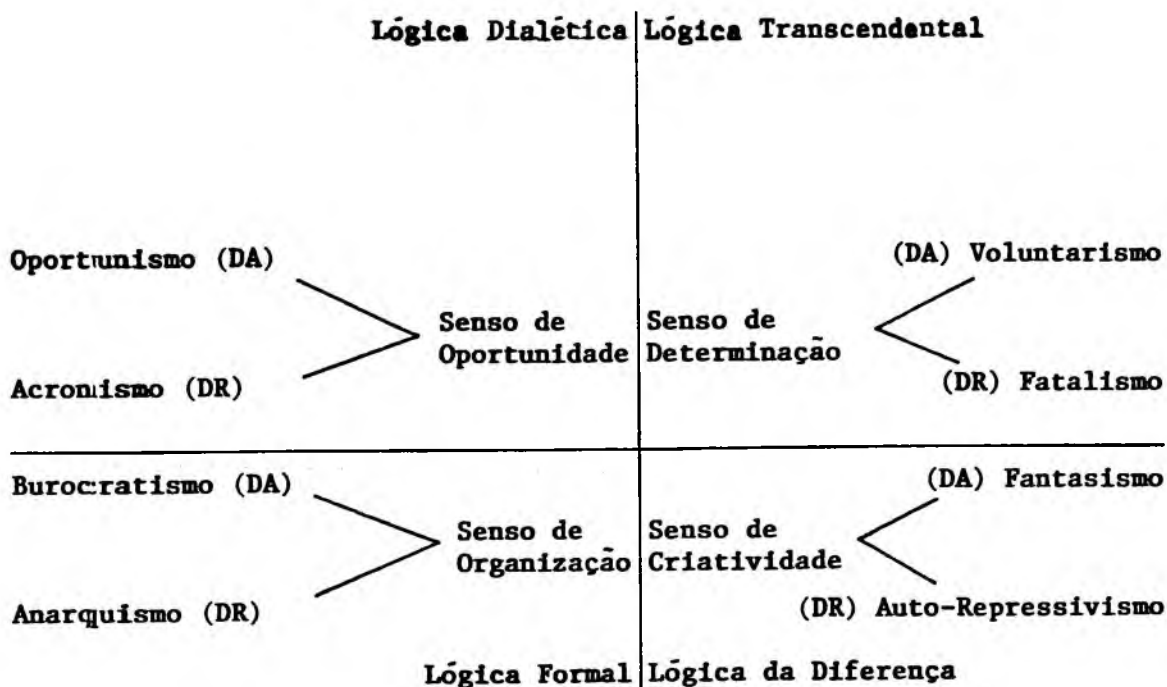 Lógica Dialética Lógica Transcendental
Oportunismo (DA)
(DA) Voluntarismo
Senso de
Oportunidade
Senso de
Determinação
Acronismo (DR)
(DR) Fatalismo
Burocratismo (DA)
(DA) Fantasismo
Senso de
Organização
Senso de
Criatividade
Anarquismo (DR)
(DR) Auto-Repressivismo
Lógica Formal Lógica da Diferença